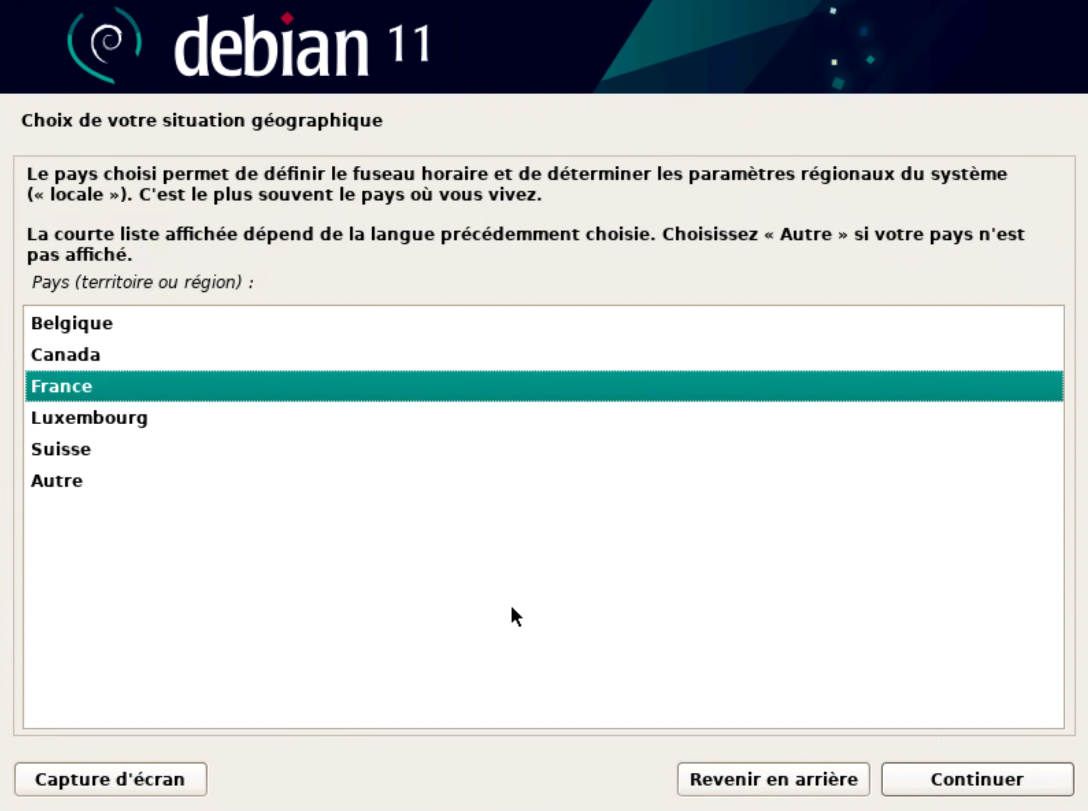 debian 11
Choix de votre situation géographique
Le pays choisi permet de définir le fuseau horaire et de déterminer les paramètres régionaux du système
(« locale »). C'est le plus souvent le pays où vous vivez.
La courte liste affichée dépend de la langue précédemment choisie. Choisissez « Autre » si votre pays n'est
pas affiché.
Pays (territoire ou région) :
Belgique
Canada
France
Luxembourg
Suisse
Autre
Capture d'écran
Revenir en arrière
Continuer